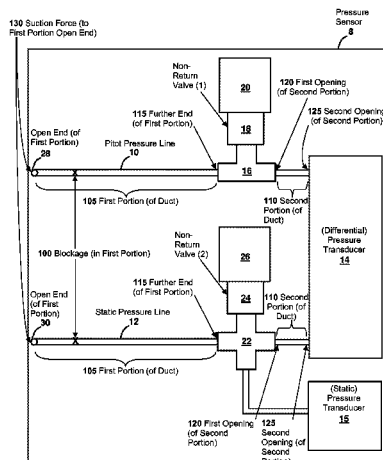 130 Suction Force (to
First Portion Open End)
Pressure
Sensor
8
Non-
Return
Valve (1)
20
18
120 First Opening
(of Second
Portion)
115 Further End
(of First Portion)
125 Second Opening
(of Second Portion)
Open End (of
First Portion)
28
10
Pitot Pressure Line
16
105 First Portion (of Duct)
110 Second
Portion (of
Duct)
100 Blockage (in First Portion)
Non-
Return
Valve (2)
26
24
(Differential)
Pressure
Transducer
14
Open End
(of First
Portion)
30
115 Further End
(of First Portion)
110 Second
Portion (of
Duct)
Static Pressure Line
12
22
105 First Portion (of Duct)
120 First Opening
(of Second
Portion)
125
Second
Opening (of
Second
Portion)
(Static)
Pressure
Transducer
15